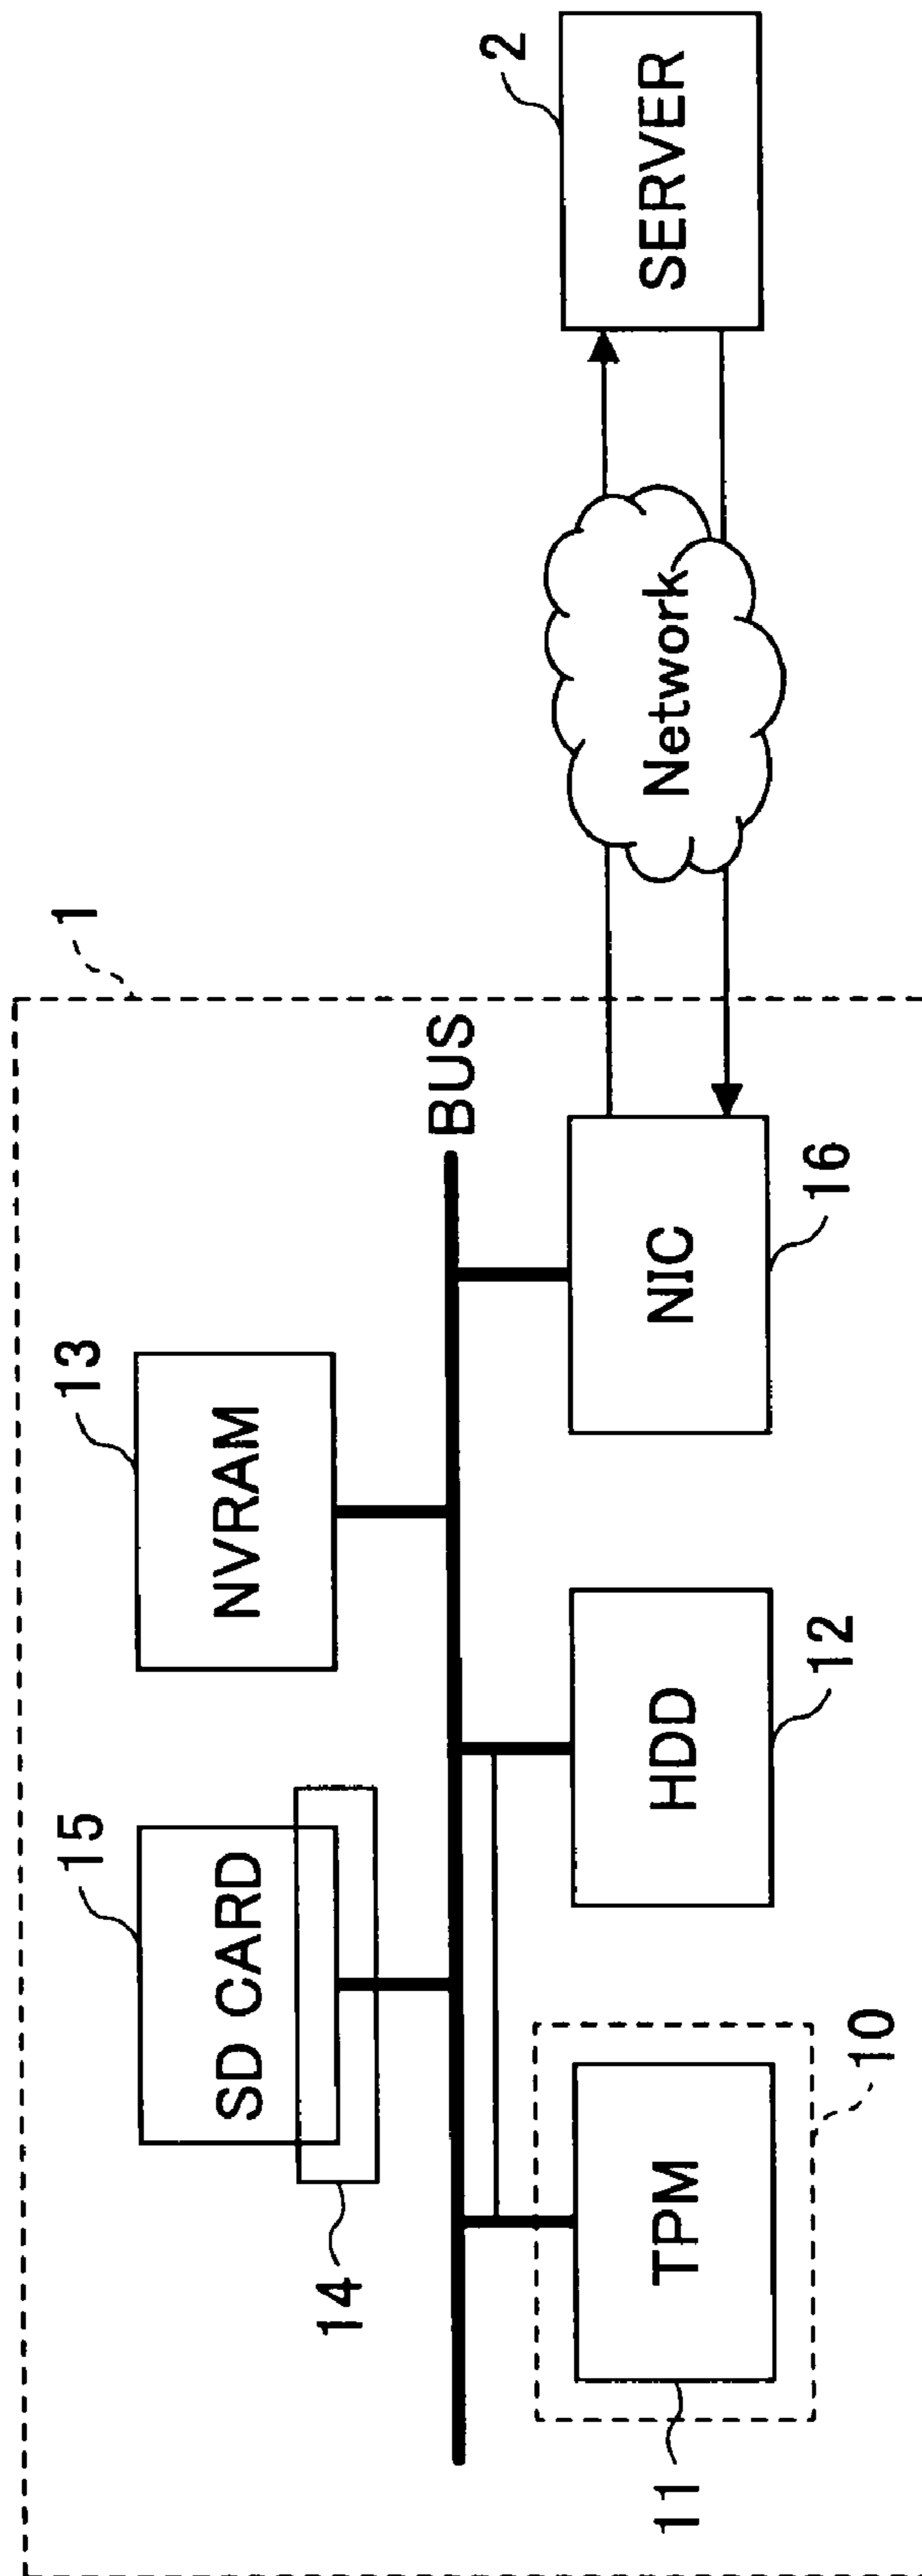 1
15
SD CARD
14
13
NVRAM
BUS
11
TPM
10
HDD
12
NIC
16
Network
2
SERVER